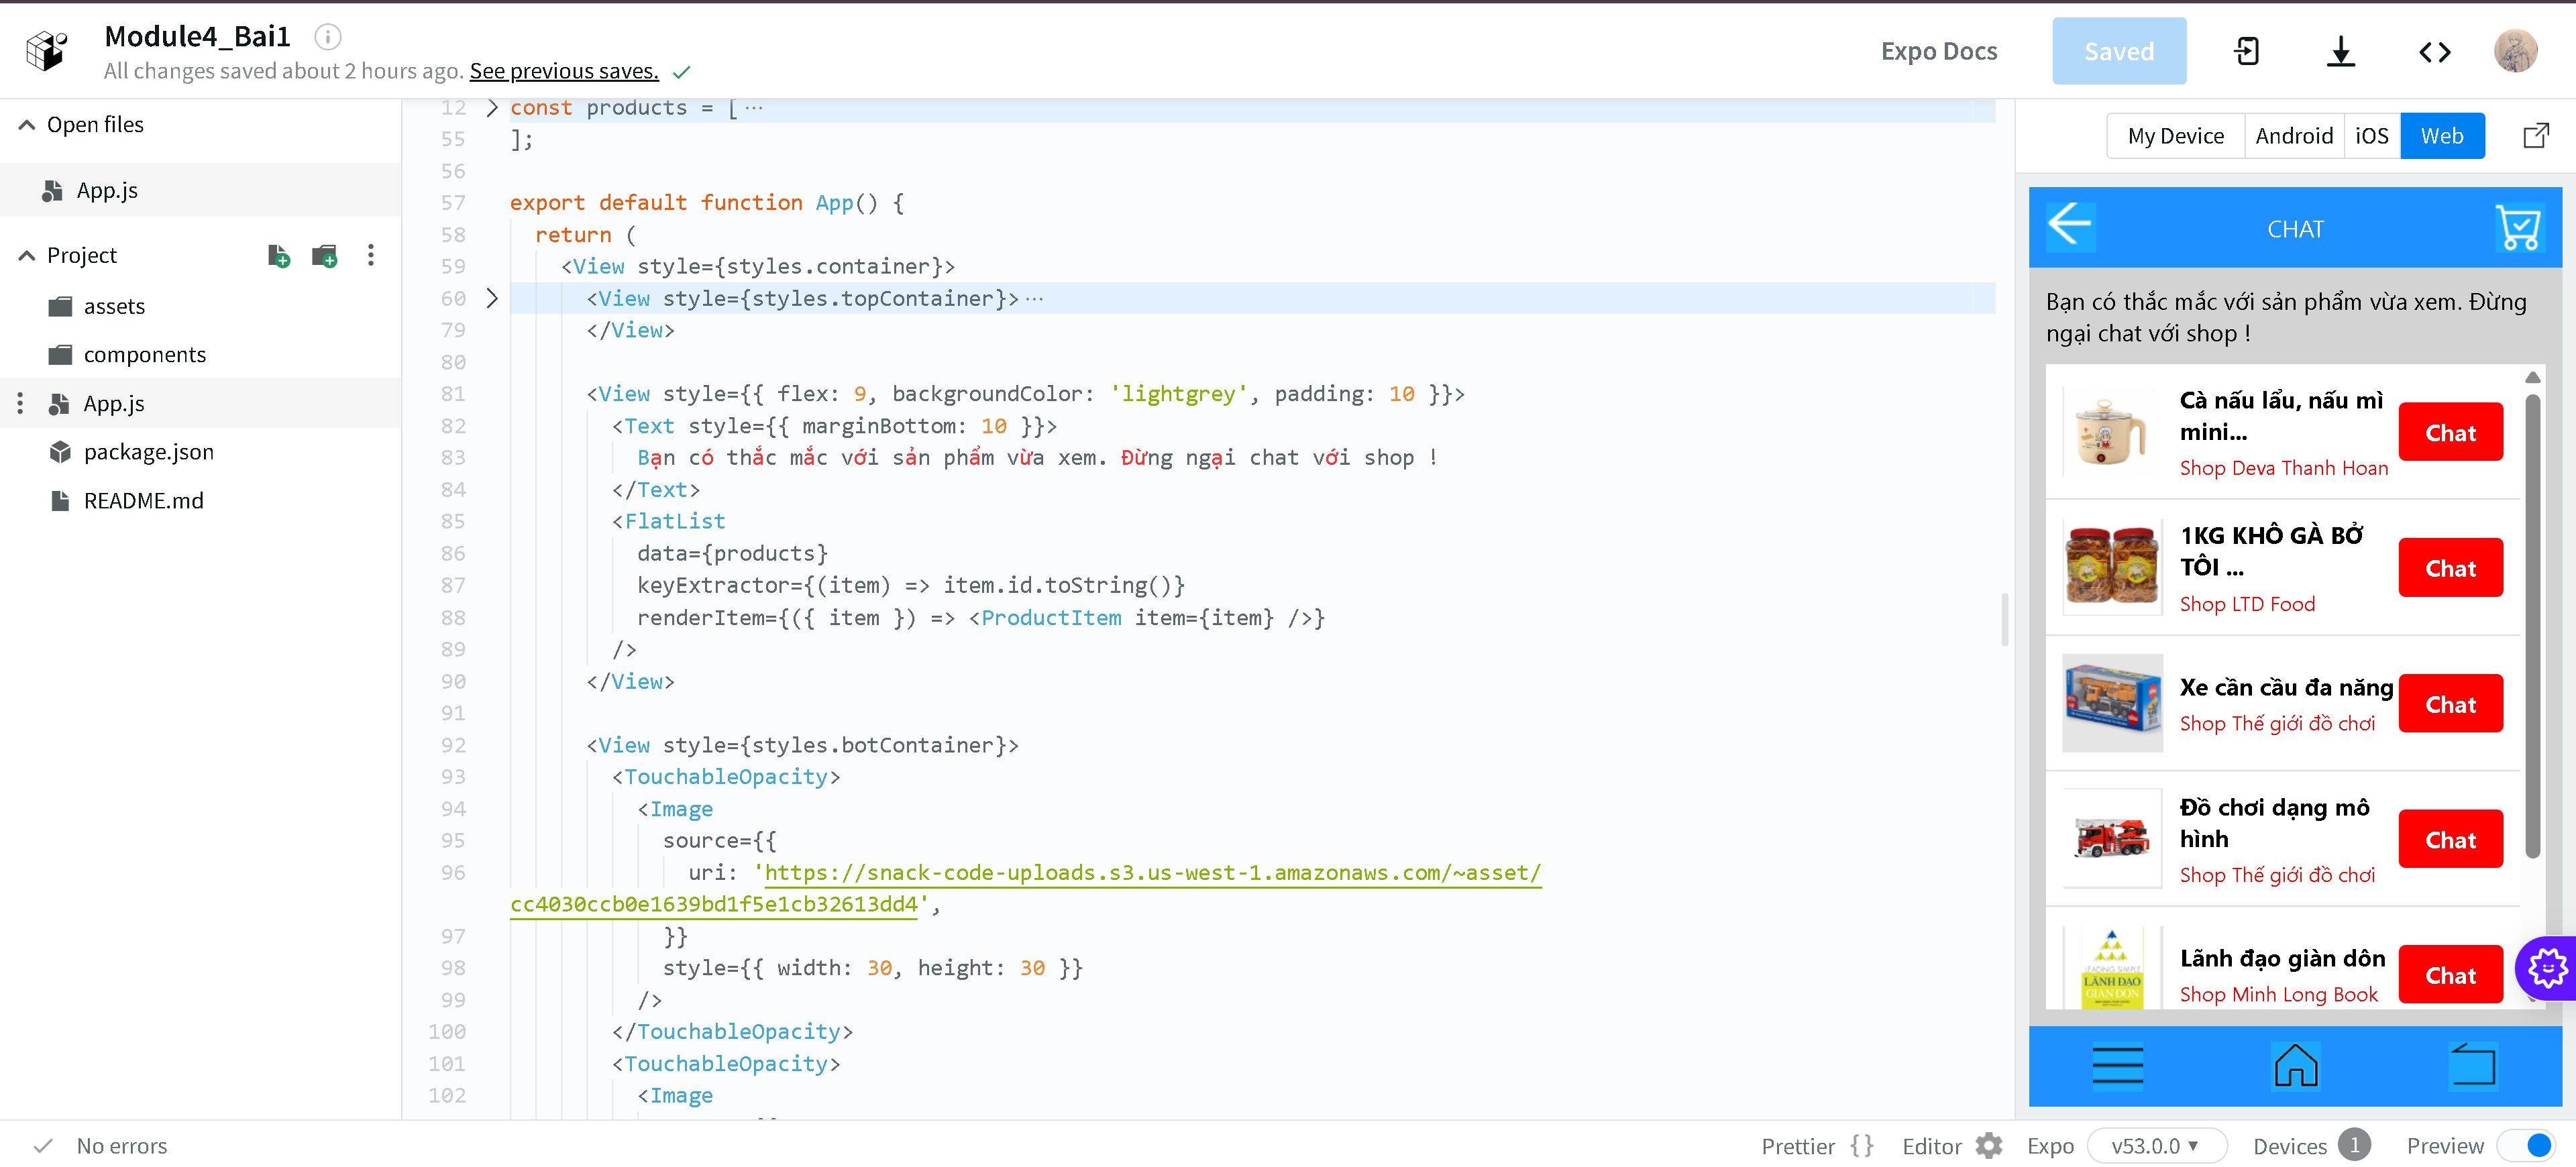 Module4_Bai1
All changes saved about 2 hours ago. See previous saves.
Expo Docs
Saved
Open files
App.js
Project
assets
components
App.js
package.json
README.md
12 const products = [ ···
55 ];
56
57 export default function App() {
58 return (
59 <View style={styles.container}>
60 <View style={styles.topContainer}> ···
79 </View>
80
81 <View style={{ flex: 9, backgroundColor: 'lightgrey', padding: 10 }}>
82 <Text style={{ marginBottom: 10 }}>
83 Bạn có thắc mắc với sản phẩm vừa xem. Đừng ngại chat với shop !
84 </Text>
85 <FlatList
86 data={products}
87 keyExtractor={(item) => item.id.toString()}
88 renderItem={({ item }) => <ProductItem item={item} />}
89 />
90 </View>
91
92 <View style={styles.botContainer}>
93 <TouchableOpacity>
94 <Image
95 source={{
96 uri: 'https://snack-code-uploads.s3.us-west-1.amazonaws.com/~asset/
cc4030ccb0e1639bd1f5e1cb32613dd4',
97 }}
98 style={{ width: 30, height: 30 }}
99 />
100 </TouchableOpacity>
101 <TouchableOpacity>
102 <Image
My Device
Android
iOS
Web
CHAT
Bạn có thắc mắc với sản phẩm vừa xem. Đừng
ngại chat với shop !
Cà nấu lẩu, nấu mì
mini...
Shop Deva Thanh Hoan
Chat
1KG KHÔ GÀ BỞ
TÔI ...
Shop LTD Food
Chat
Xe cần cầu đa năng
Shop Thế giới đồ chơi
Chat
Đồ chơi dạng mô
hình
Shop Thế giới đồ chơi
Chat
LEADING SIMPLE
LÃNH ĐẠO
GIẢN ĐƠN
Lãnh đạo giàn dôn
Shop Minh Long Book
Chat
No errors
Prettier {}
Editor
Expo
v53.0.0
Devices 1
Preview